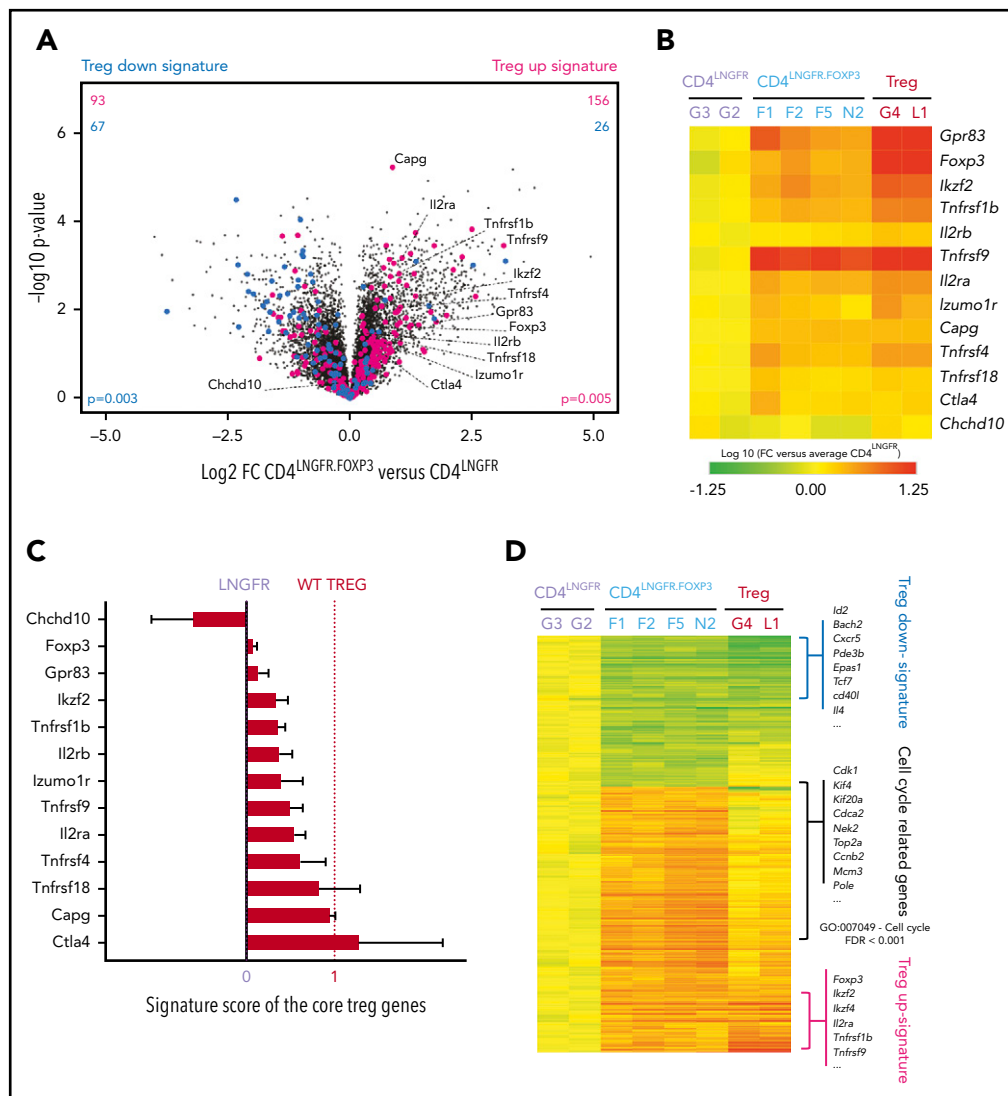 A
Treg down signature
Treg up signature
93
156
67
26
6
4
2
0
–log10 p-value
Capg
Il2ra
Tnfrsf1b
Tnfrsf9
Ikzf2
Tnfrsf4
Gpr83
Foxp3
Il2rb
Tnfrsf18
Izumo1r
Ctla4
Chchd10
p=0.003
p=0.005
–5.0
–2.5
0.0
2.5
5.0
Log2 FC CD4LNGFR.FOXP3 versus CD4LNGFR
B
CD4LNGFR
CD4LNGFR.FOXP3
Treg
G3 G2 F1 F2 F5 N2 G4 L1
Gpr83
Foxp3
Ikzf2
Tnfrsf1b
Il2rb
Tnfrsf9
Il2ra
Izumo1r
Capg
Tnfrsf4
Tnfrsf18
Ctla4
Chchd10
Log 10 (FC versus average CD4LNGFR)
-1.25 0.00 1.25
C
LNGFR
WT TREG
Chchd10
Foxp3
Gpr83
Ikzf2
Tnfrsf1b
Il2rb
Izumo1r
Tnfrsf9
Il2ra
Tnfrsf4
Tnfrsf18
Capg
Ctla4
0 1
Signature score of the core treg genes
D
CD4LNGFR
CD4LNGFR.FOXP3
Treg
G3 G2 F1 F2 F5 N2 G4 L1
Id2
Bach2
Cxcr5
Pde3b
Epas1
Tcf7
cd40l
Il4
...
Treg down- signature
Cdk1
Kif4
Kif20a
Cdca2
Nek2
Top2a
Ccnb2
Mcm3
Pole
...
Cell cycle related genes
GO:007049 - Cell cycle
FDR < 0.001
Foxp3
Ikzf2
Ikzf4
Il2ra
Tnfrsf1b
Tnfrsf9
...
Treg up-signature